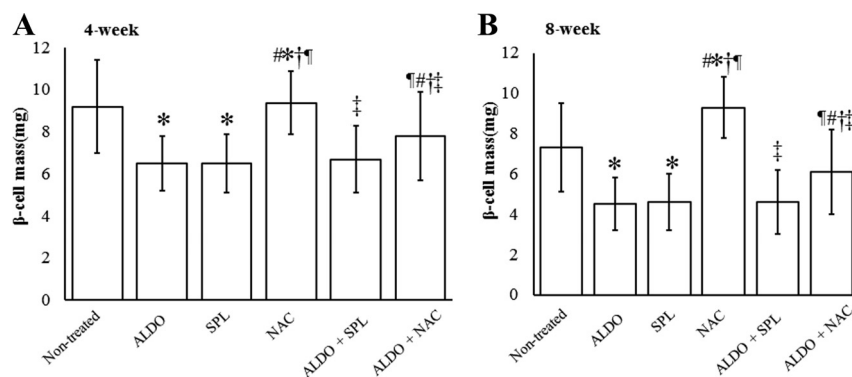 A
4-week
β-cell mass(mg)
12
10
8
6
4
2
0
*
*
#*†¶
‡
¶#†‡
Non-treated
ALDO
SPL
NAC
ALDO + SPL
ALDO + NAC
B
8-week
β-cell mass(mg)
12
10
8
6
4
2
0
*
*
#*†¶
‡
¶#†‡
Non-treated
ALDO
SPL
NAC
ALDO + SPL
ALDO + NAC